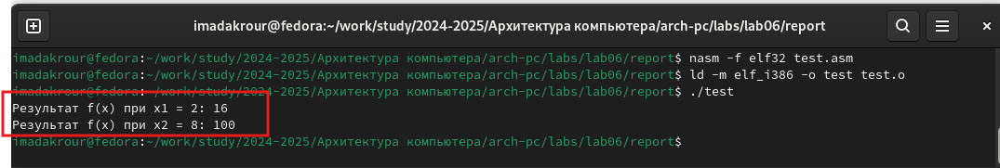 imadakrour@fedora:~/work/study/2024-2025/Архитектура компьютера/arch-pc/labs/lab06/report
imadakrour@fedora:~/work/study/2024-2025/Архитектура компьютера/arch-pc/labs/lab06/report$ nasm -f elf32 test.asm
imadakrour@fedora:~/work/study/2024-2025/Архитектура компьютера/arch-pc/labs/lab06/report$ ld -m elf_i386 -o test test.o
imadakrour@fedora:~/work/study/2024-2025/Архитектура компьютера/arch-pc/labs/lab06/report$ ./test
Результат f(x) при x1 = 2: 16
Результат f(x) при x2 = 8: 100
imadakrour@fedora:~/work/study/2024-2025/Архитектура компьютера/arch-pc/labs/lab06/report$